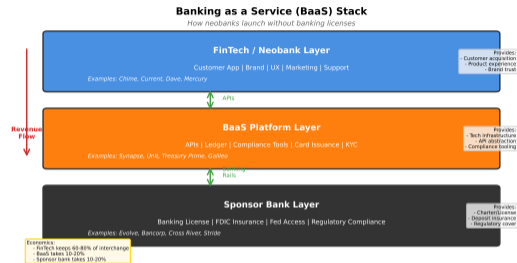 Banking as a Service (BaaS) Stack
How neobanks launch without banking licenses
FinTech / Neobank Layer
Customer App | Brand | UX | Marketing | Support
Examples: Chime, Current, Dave, Mercury
Provides:
- Customer acquisition
- Product experience
- Brand trust
APIs
Revenue
Flow
BaaS Platform Layer
APIs | Ledger | Compliance Tools | Card Issuance | KYC
Examples: Synapse, Unit, Treasury Prime, Galileo
Provides:
- Tech Infrastructure
- API abstraction
- Compliance tooling
Rails
Sponsor Bank Layer
Banking License | FDIC Insurance | Fed Access | Regulatory Compliance
Examples: Evolve, Bancorp, Cross River, Stride
Provides:
- Charter/License
- Deposit insurance
- Regulatory cover
Economics:
- FinTech keeps 60-80% of interchange
- BaaS takes 10-20%
- Sponsor bank takes 10-20%